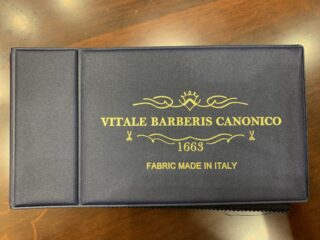 VITALE BARBERIS CANONICO
1663
FABRIC MADE IN ITALY